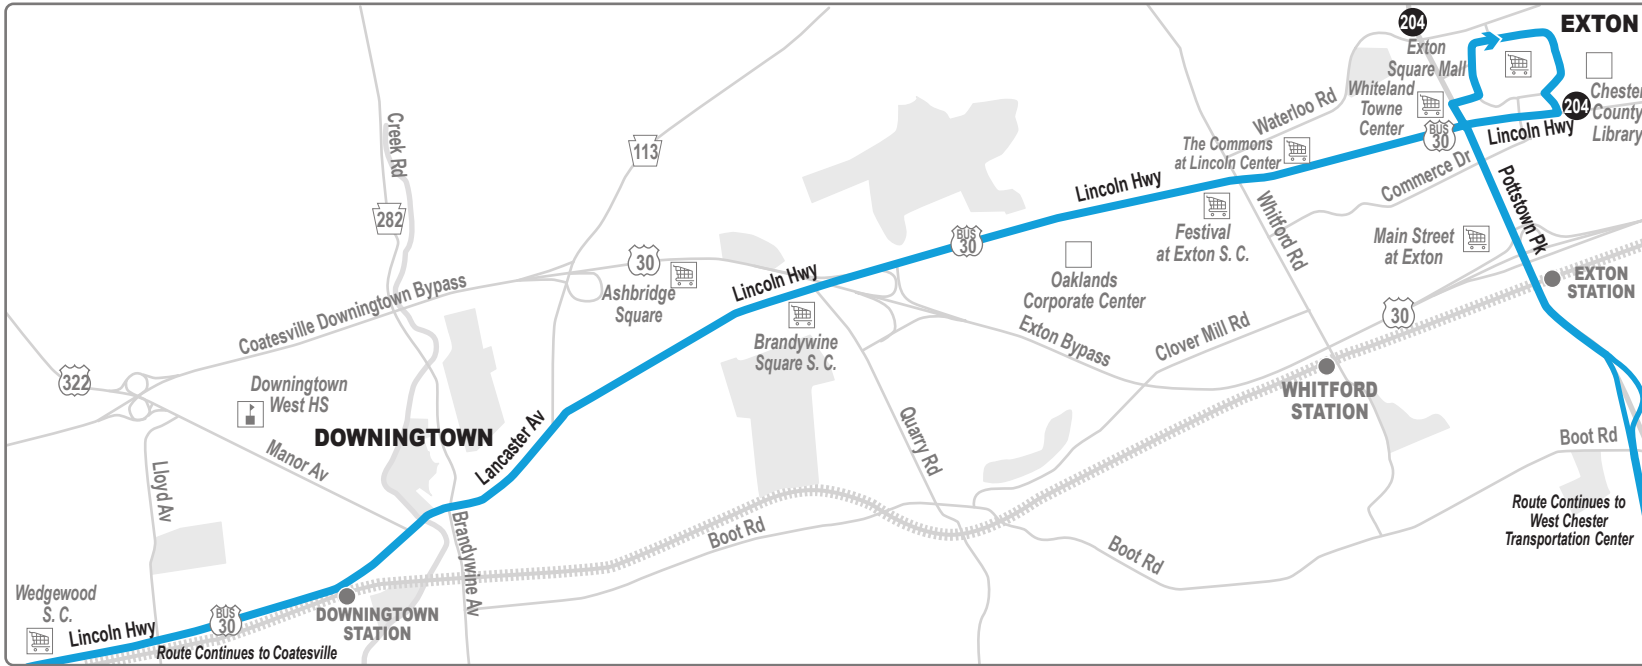 204
EXTON
Exton
Square Mall
Whiteland
Towne
Center
204
Chester
County
Library
Creek Rd
113
Waterloo Rd
BUS
30
Lincoln Hwy
The Commons
at Lincoln Center
Commerce Dr
Lincoln Hwy
Pottstown Pk
282
Whitford Rd
Festival
at Exton S. C.
Main Street
at Exton
BUS
30
30
Ashbridge
Square
Lincoln Hwy
Oaklands
Corporate Center
EXTON
STATION
Coatesville Downingtown Bypass
30
Brandywine
Square S. C.
Exton Bypass
Clover Mill Rd
322
Downingtown
West HS
WHITFORD
STATION
DOWNINGTOWN
Lancaster Av
Quarry Rd
Boot Rd
Manor Av
Lloyd Av
Route Continues to
West Chester
Transportation Center
Brandywine Av
Boot Rd
Boot Rd
Wedgewood
S. C.
BUS
30
DOWNINGTOWN
STATION
Lincoln Hwy
Route Continues to Coatesville